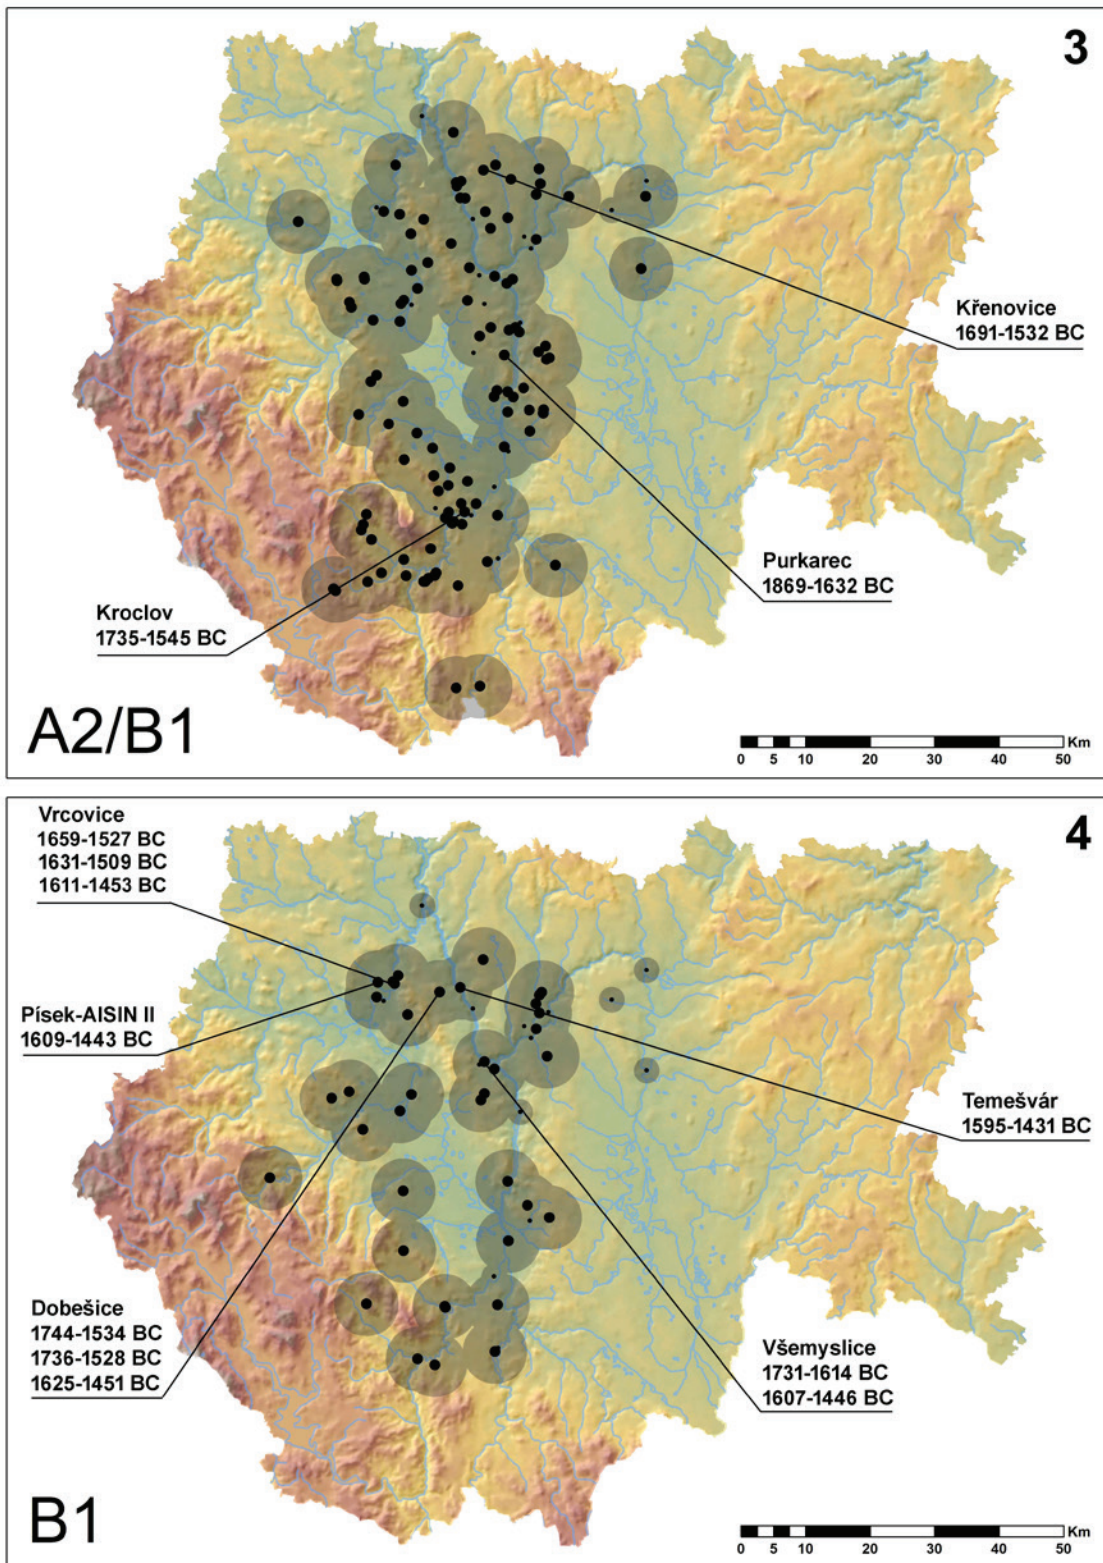 3
Křenovice
1691-1532 BC
Purkarec
1869-1632 BC
Kroclov
1735-1545 BC
A2/B1
Km
0 5 10 20 30 40 50
Vrcovice
1659-1527 BC
1631-1509 BC
1611-1453 BC
4
Písek-AISIN II
1609-1443 BC
Temešvár
1595-1431 BC
Dobešice
1744-1534 BC
1736-1528 BC
1625-1451 BC
Všemyslice
1731-1614 BC
1607-1446 BC
B1
Km
0 5 10 20 30 40 50